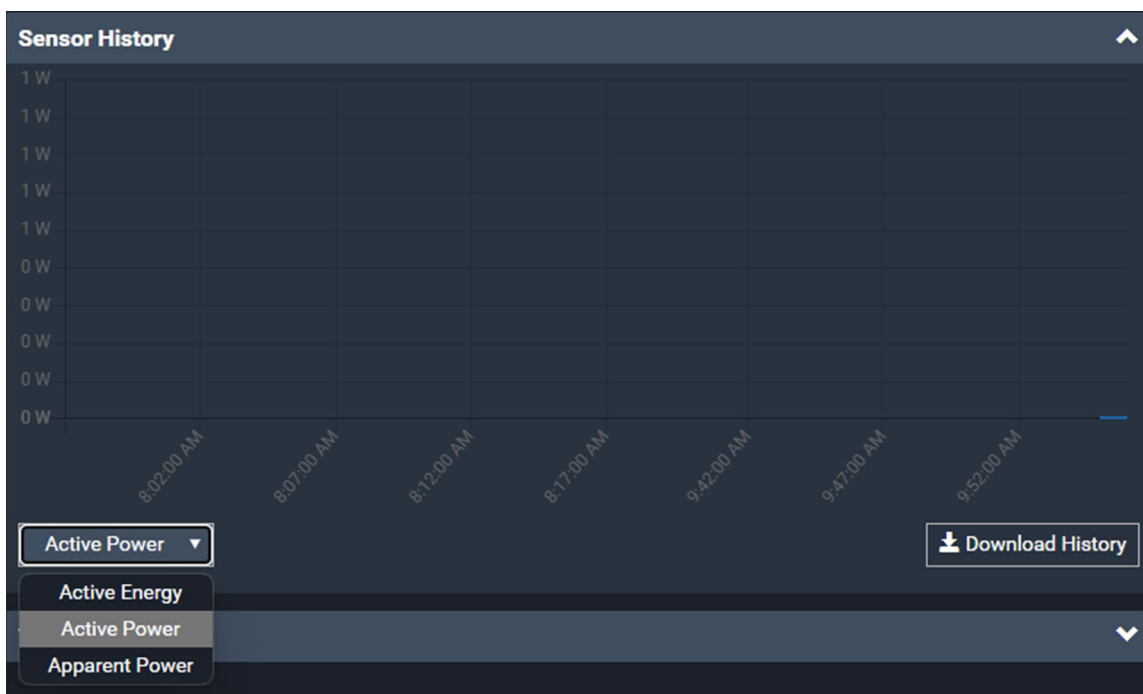 Sensor History
1 W
1 W
1 W
1 W
1 W
0 W
0 W
0 W
0 W
0 W
8:02:00 AM
8:07:00 AM
8:12:00 AM
8:17:00 AM
9:42:00 AM
9:47:00 AM
9:52:00 AM
Active Power
Download History
Active Energy
Active Power
Apparent Power